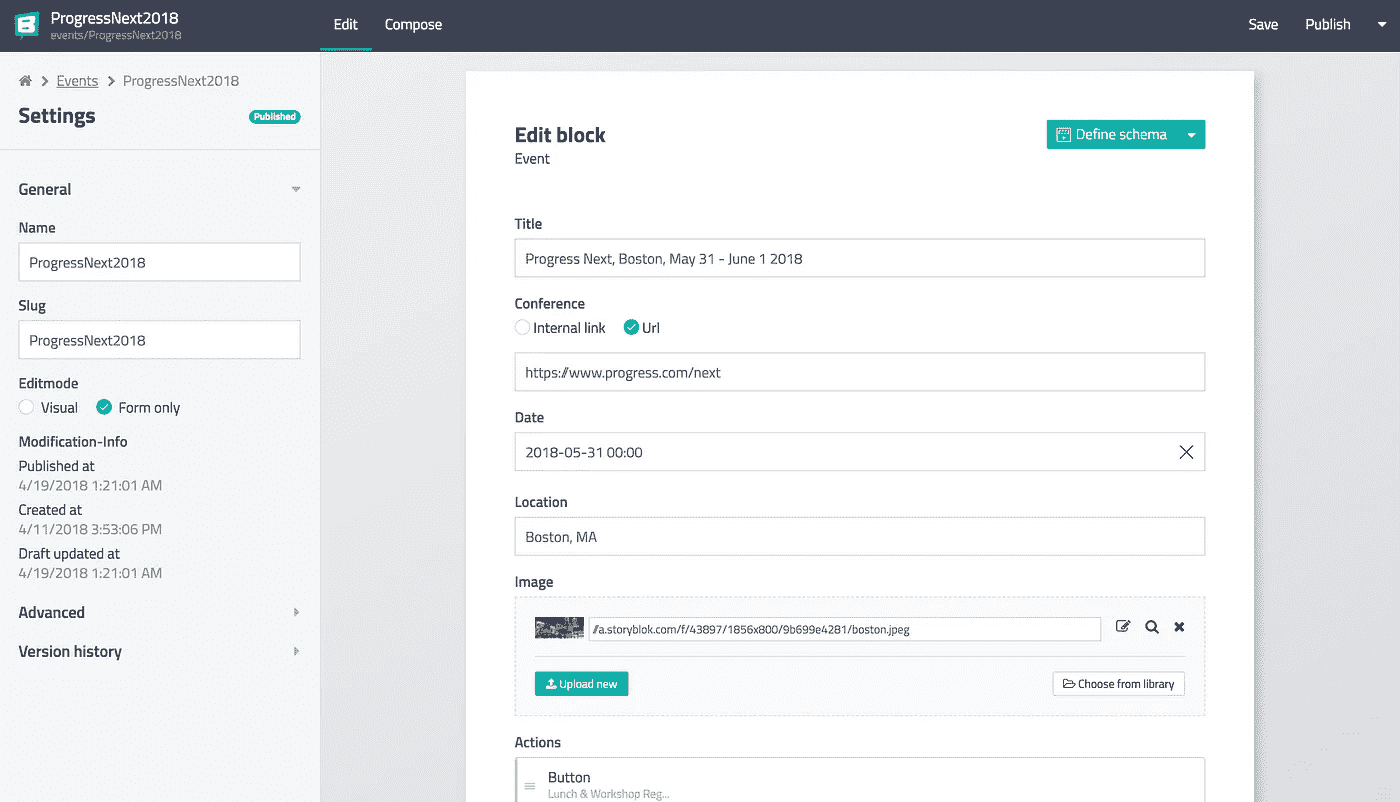 ProgressNext2018
events/ProgressNext2018
Edit
Compose
Save
Publish
Events
ProgressNext2018
Settings
Published
General
Name
ProgressNext2018
Slug
ProgressNext2018
Editmode
Visual
Form only
Modification-Info
Published at
4/19/2018 1:21:01 AM
Created at
4/11/2018 3:53:06 PM
Draft updated at
4/19/2018 1:21:01 AM
Advanced
Version history
Edit block
Event
Define schema
Title
Progress Next, Boston, May 31 - June 1 2018
Conference
Internal link
Url
https://www.progress.com/next
Date
2018-05-31 00:00
Location
Boston, MA
Image
//a.storyblok.com/f/43897/1856x800/9b699e4281/boston.jpeg
Upload new
Choose from library
Actions
Button
Lunch & Workshop Reg...